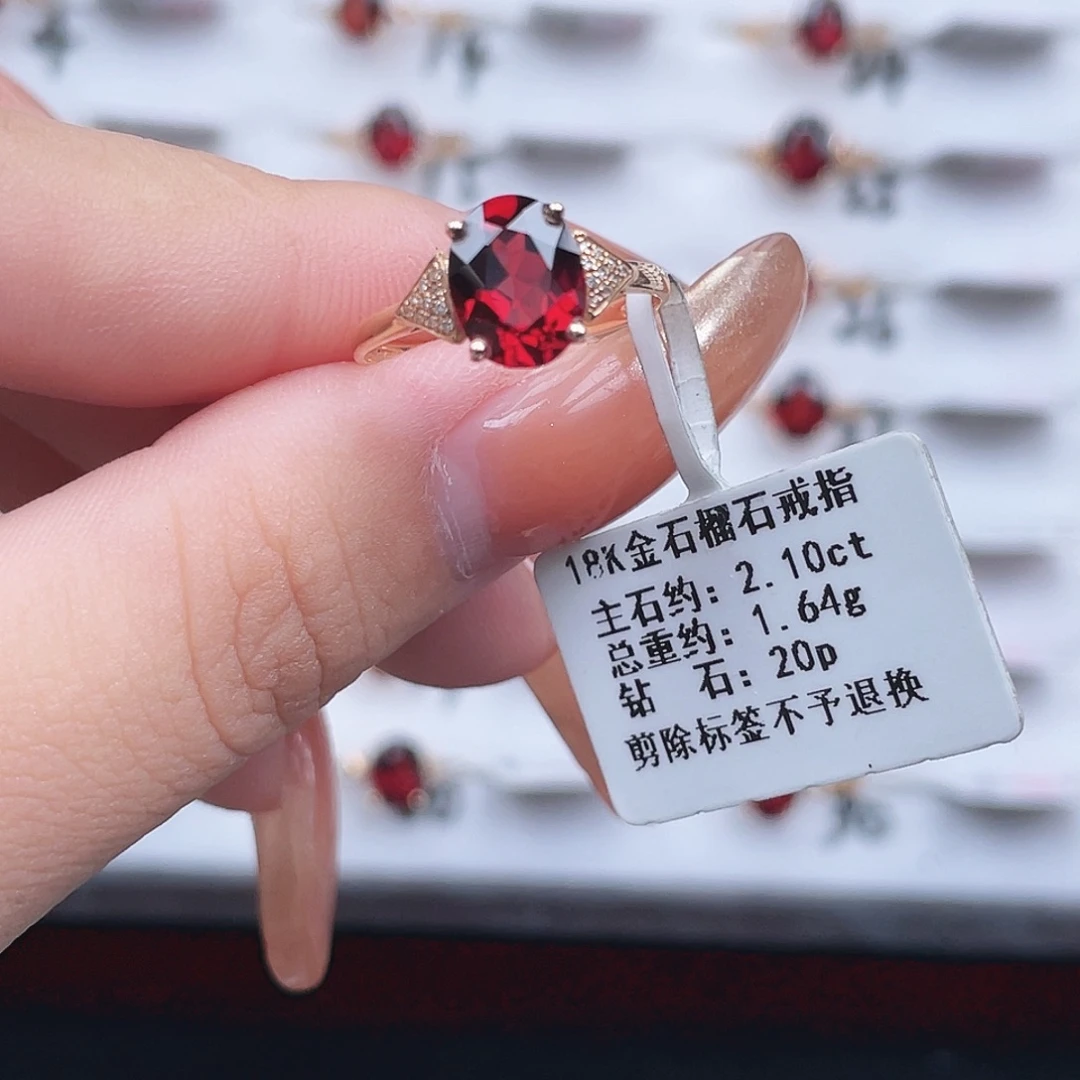 18K金石榴石戒指
主石约: 2.10ct
总重约: 1.64g
钻 石: 20p
剪除标签不予退换